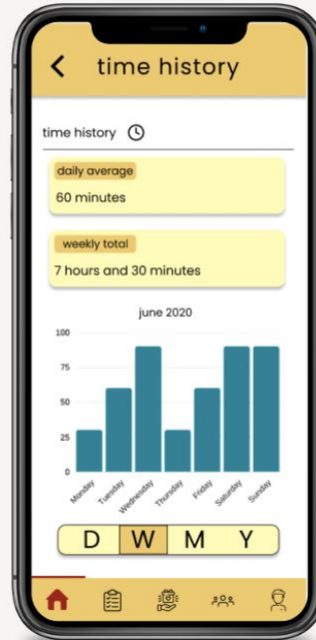 time history
time history
daily average
60 minutes
weekly total
7 hours and 30 minutes
june 2020
100
75
50
25
0
Monday
Tuesday
Wednesday
Thursday
Friday
Saturday
Sunday
D W M Y